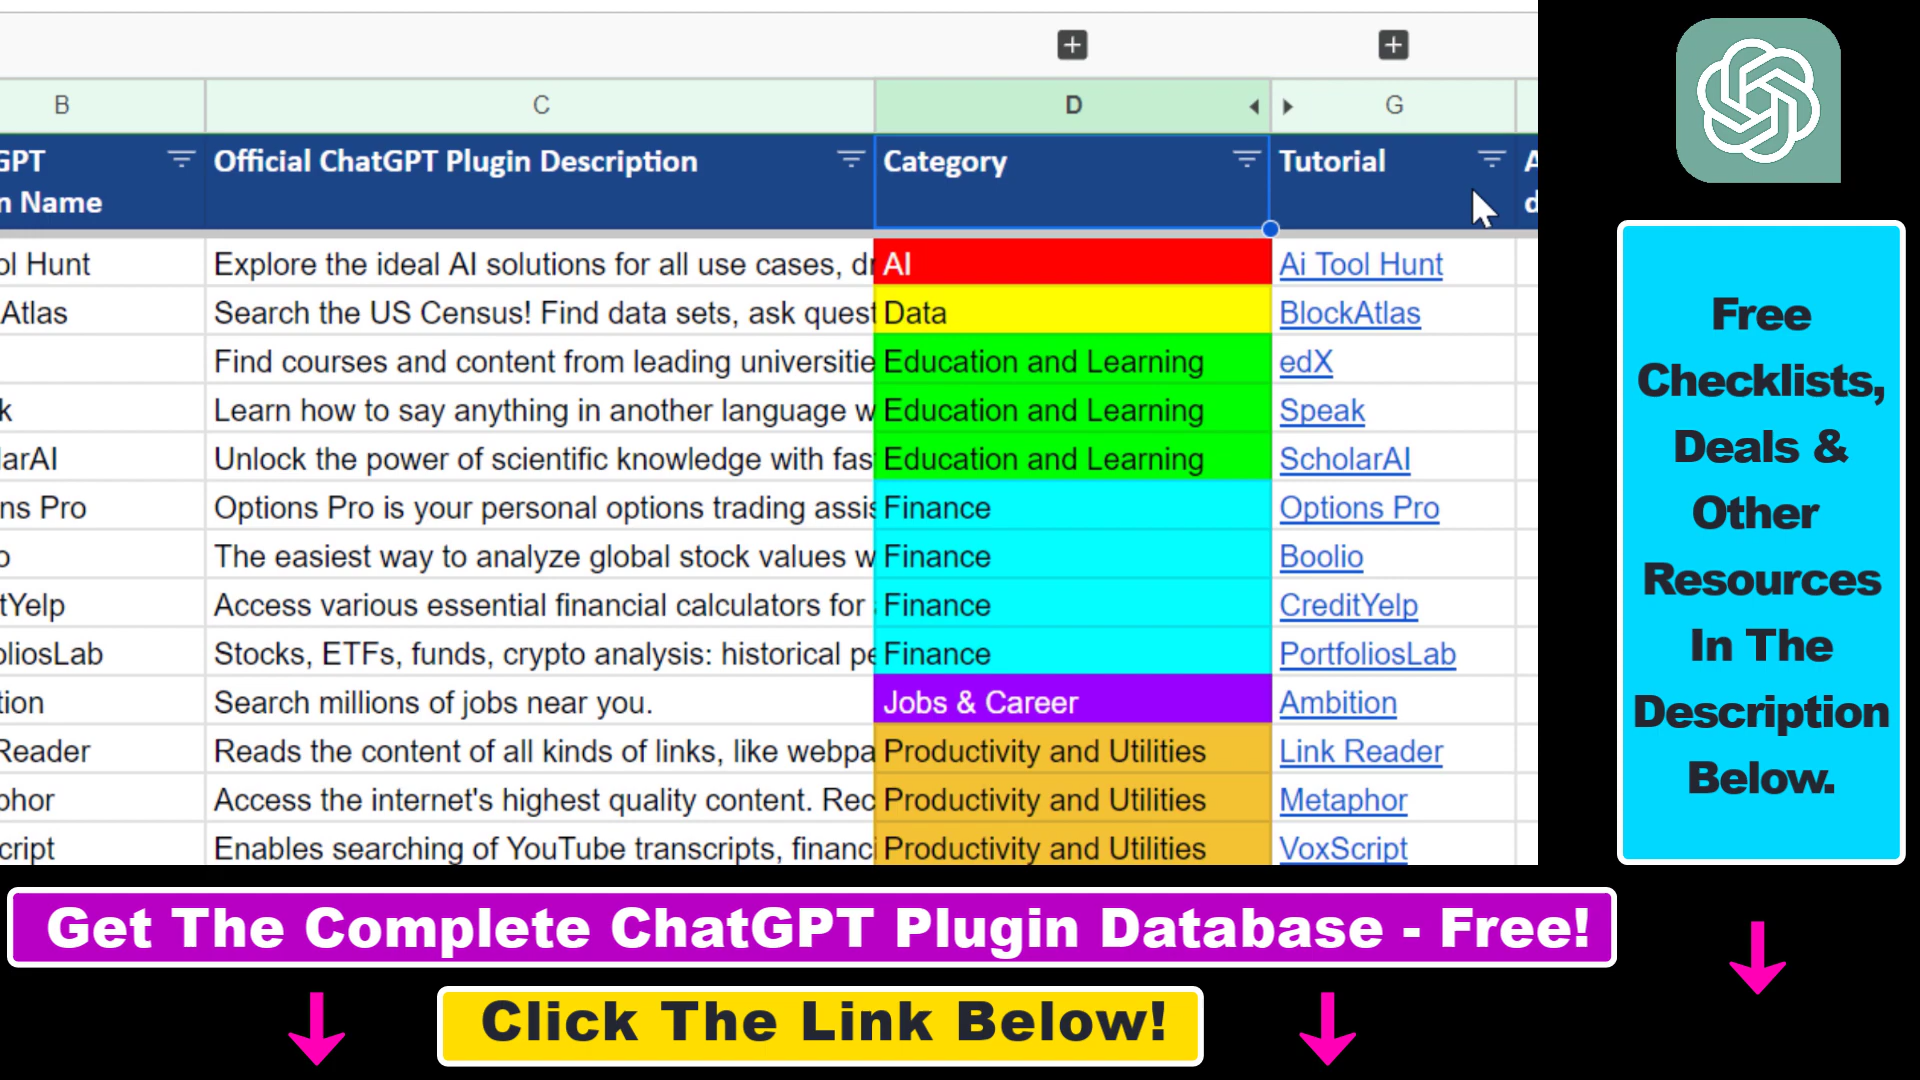 B C D G
GPT Official ChatGPT Plugin Description Category Tutorial A
n Name d
ol Hunt Explore the ideal AI solutions for all use cases, dr AI Ai Tool Hunt
Atlas Search the US Census! Find data sets, ask quest Data BlockAtlas
Find courses and content from leading universitie Education and Learning edX
k Learn how to say anything in another language w Education and Learning Speak
larAI Unlock the power of scientific knowledge with fas Education and Learning ScholarAI
ns Pro Options Pro is your personal options trading assis Finance Options Pro
o The easiest way to analyze global stock values w Finance Boolio
tYelp Access various essential financial calculators for Finance CreditYelp
oliosLab Stocks, ETFs, funds, crypto analysis: historical pe Finance PortfoliosLab
tion Search millions of jobs near you. Jobs & Career Ambition
Reader Reads the content of all kinds of links, like webpa Productivity and Utilities Link Reader
phor Access the internet's highest quality content. Rec Productivity and Utilities Metaphor
cript Enables searching of YouTube transcripts, financi Productivity and Utilities VoxScript
Free
Checklists,
Deals &
Other
Resources
In The
Description
Below.
Get The Complete ChatGPT Plugin Database - Free!
Click The Link Below!